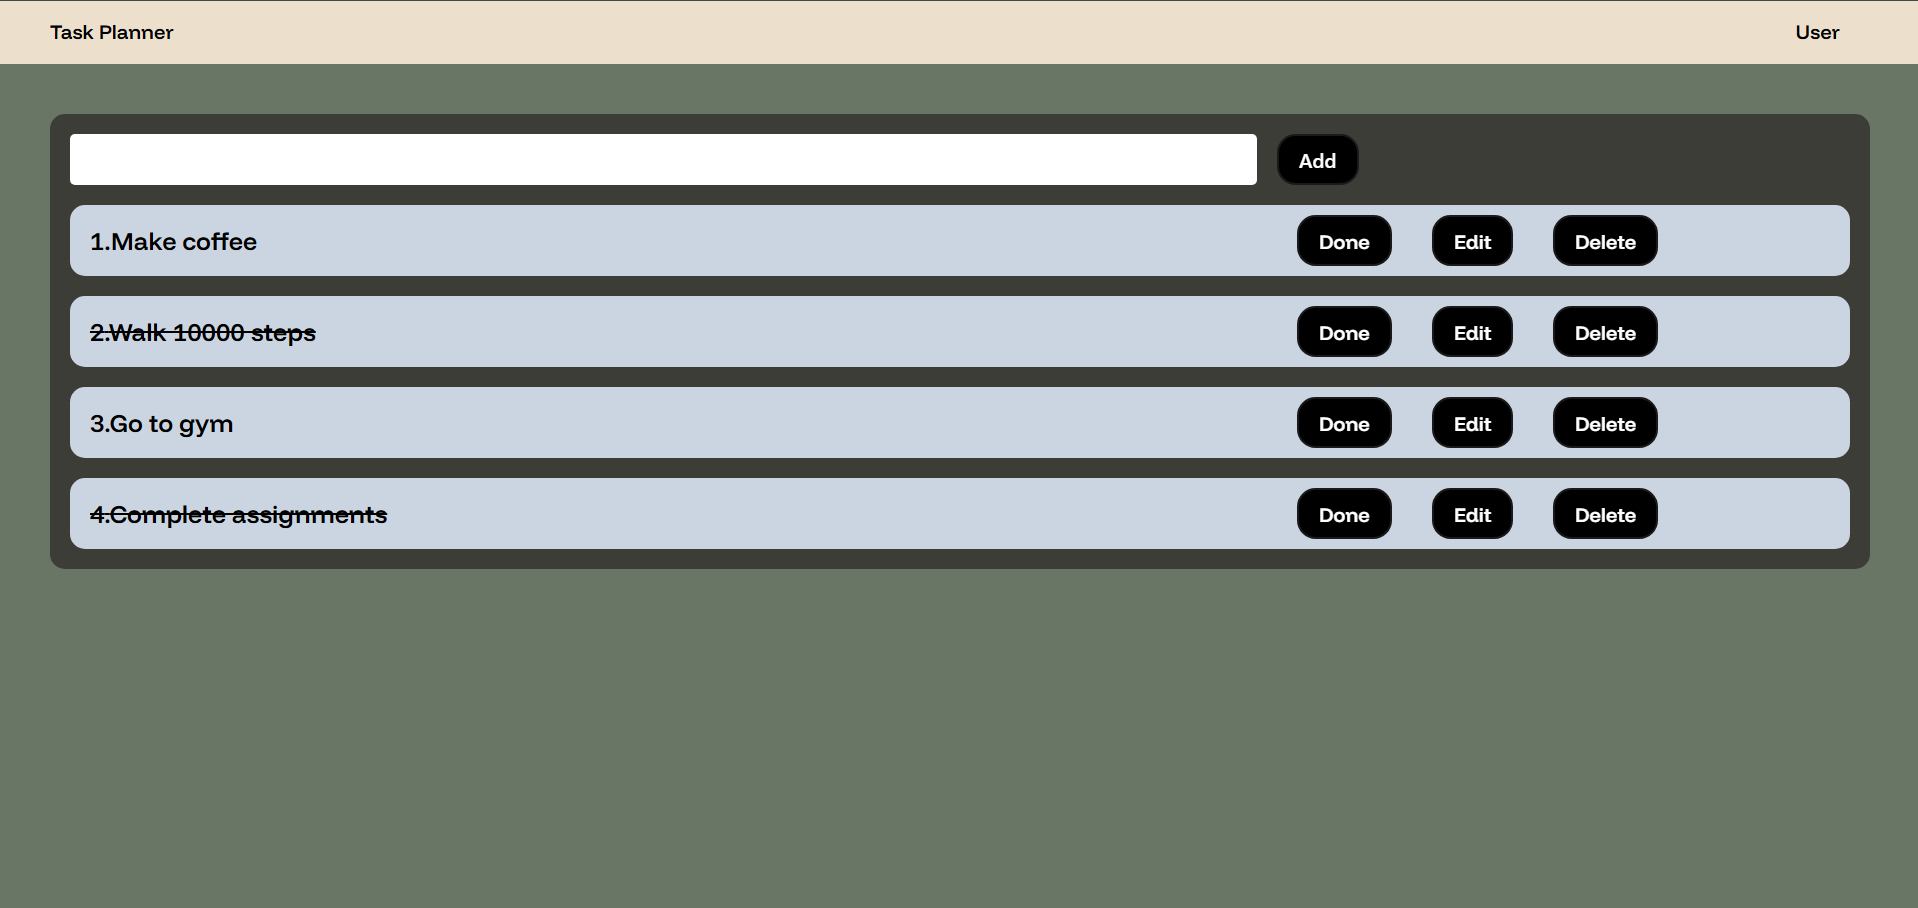 Task Planner User
Add
1.Make coffee Done Edit Delete
2.Walk 10000 steps Done Edit Delete
3.Go to gym Done Edit Delete
4.Complete assignments Done Edit Delete